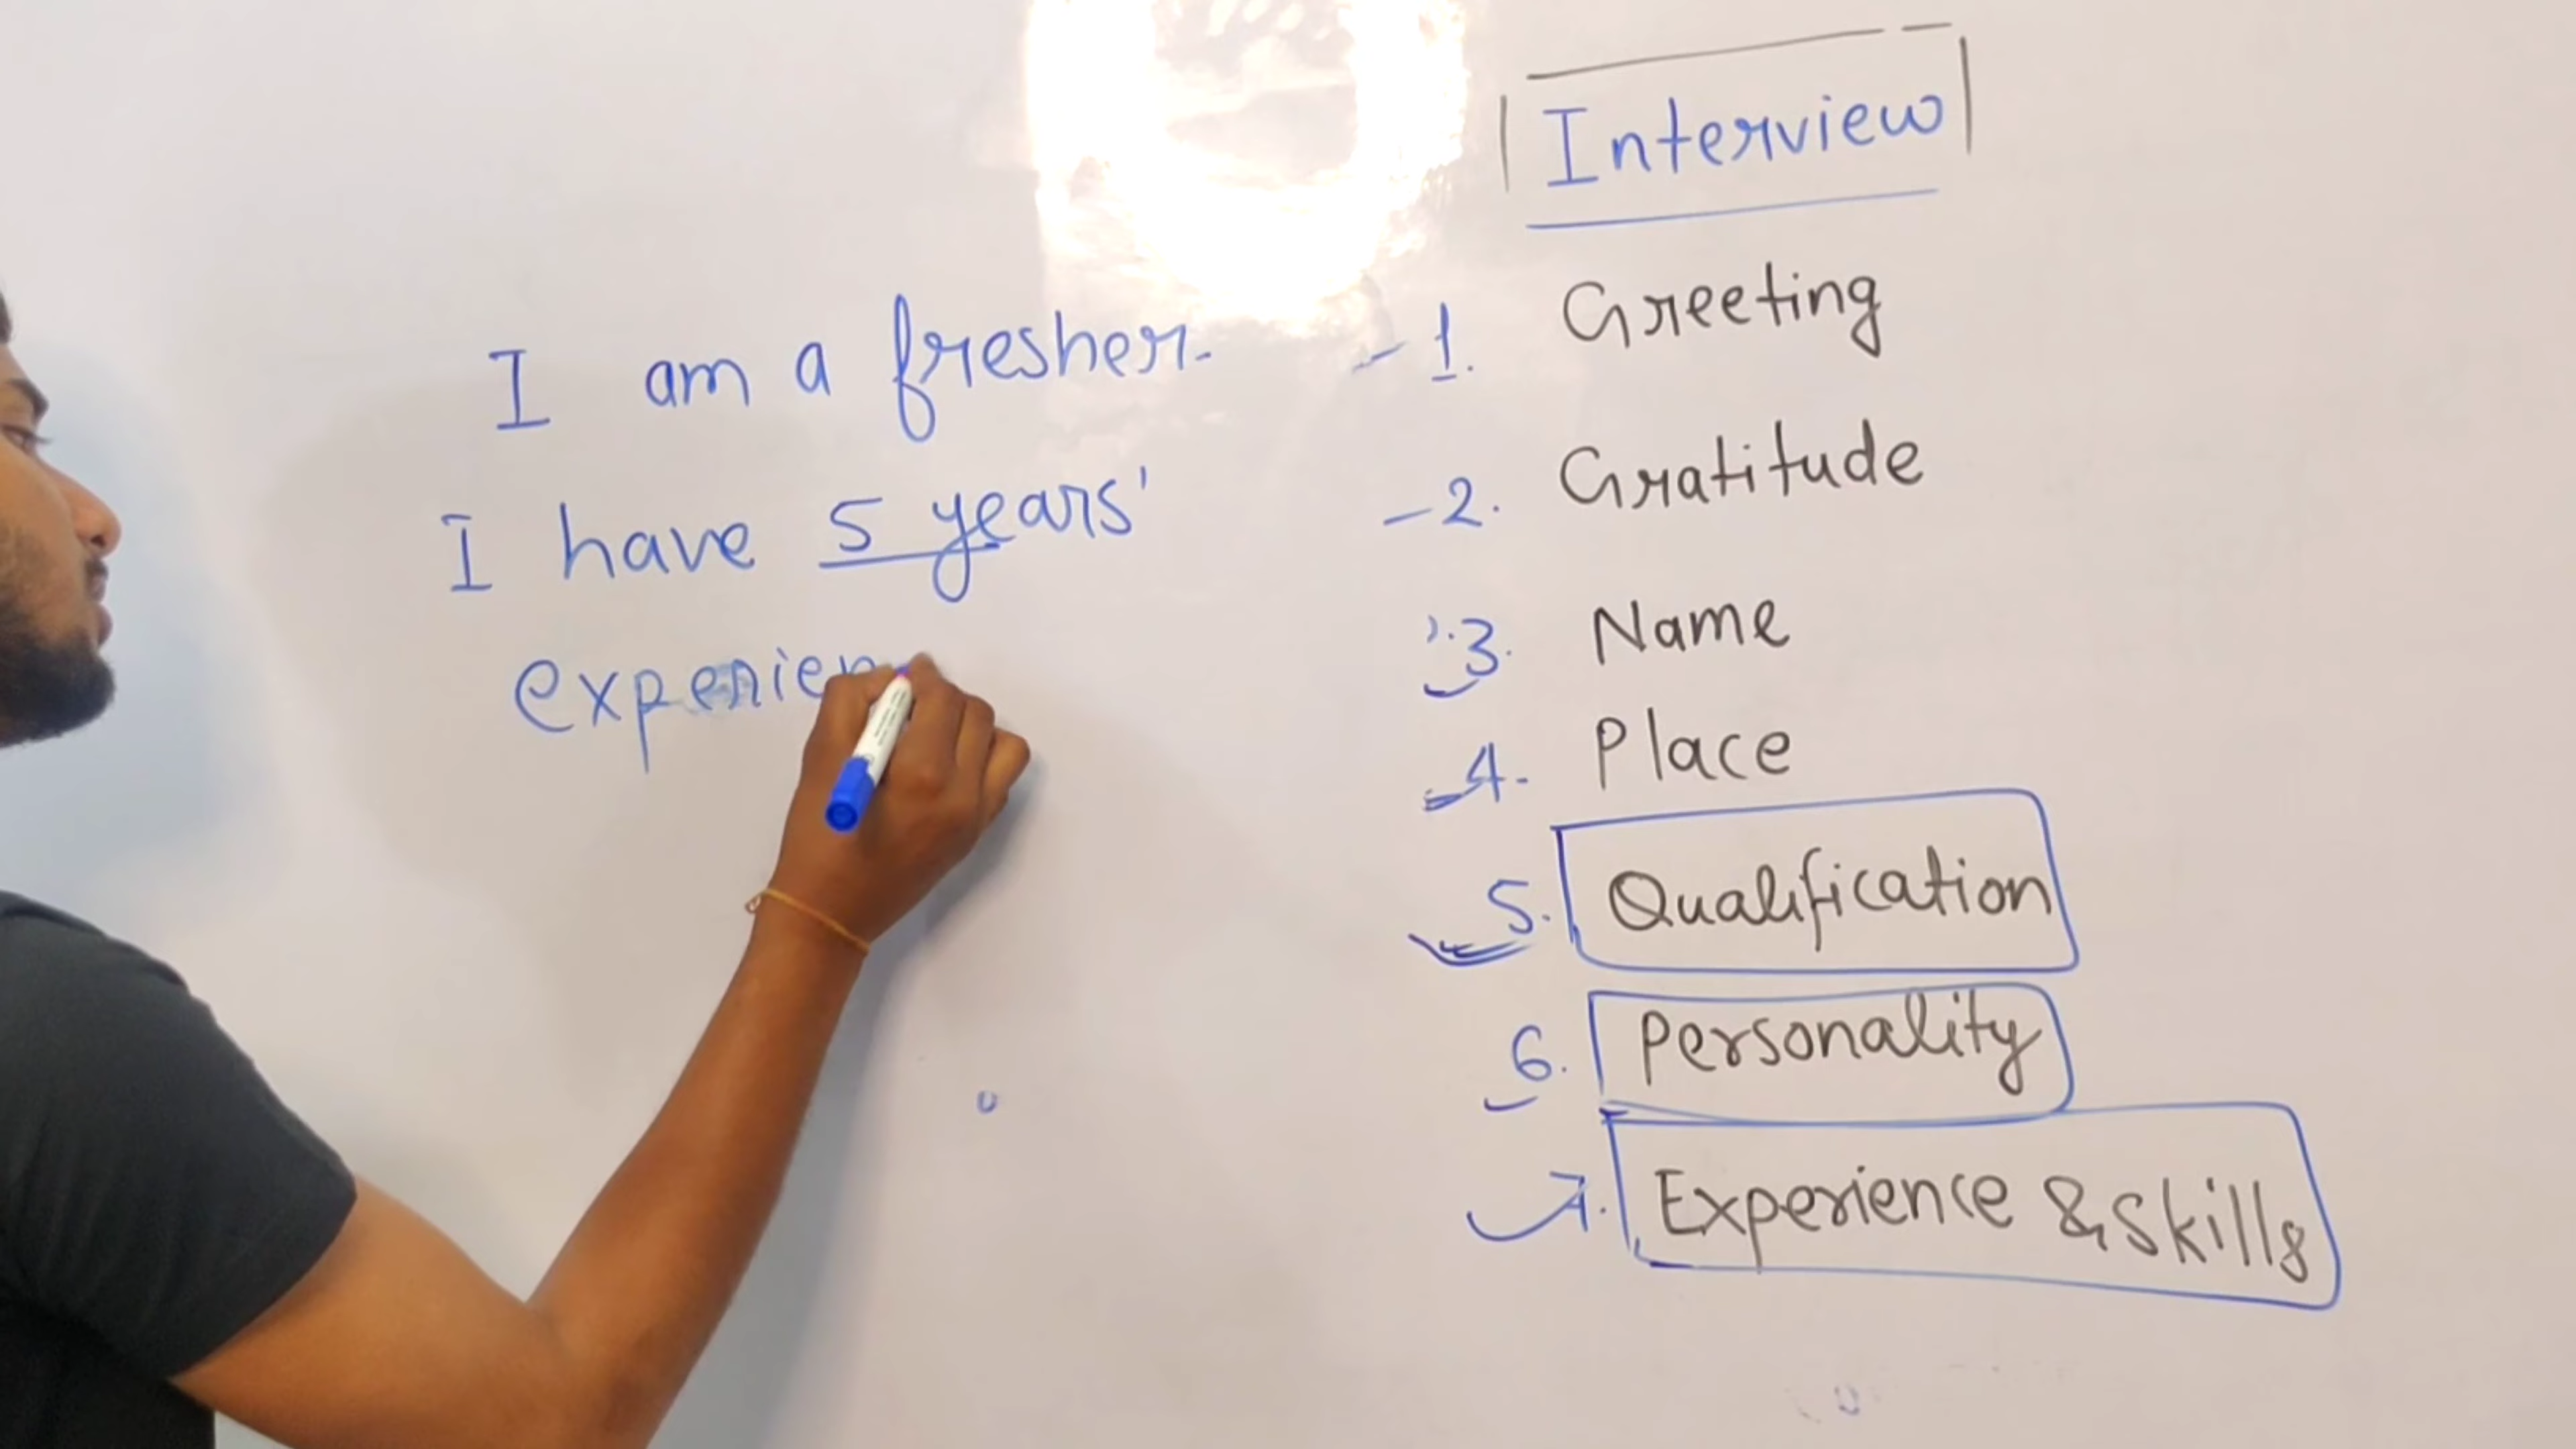 I am a fresher.
I have 5 years'
experien
Interview
1. Greeting
2. Gratitude
3. Name
4. Place
5. Qualification
6. Personality
7. Experience & Skills